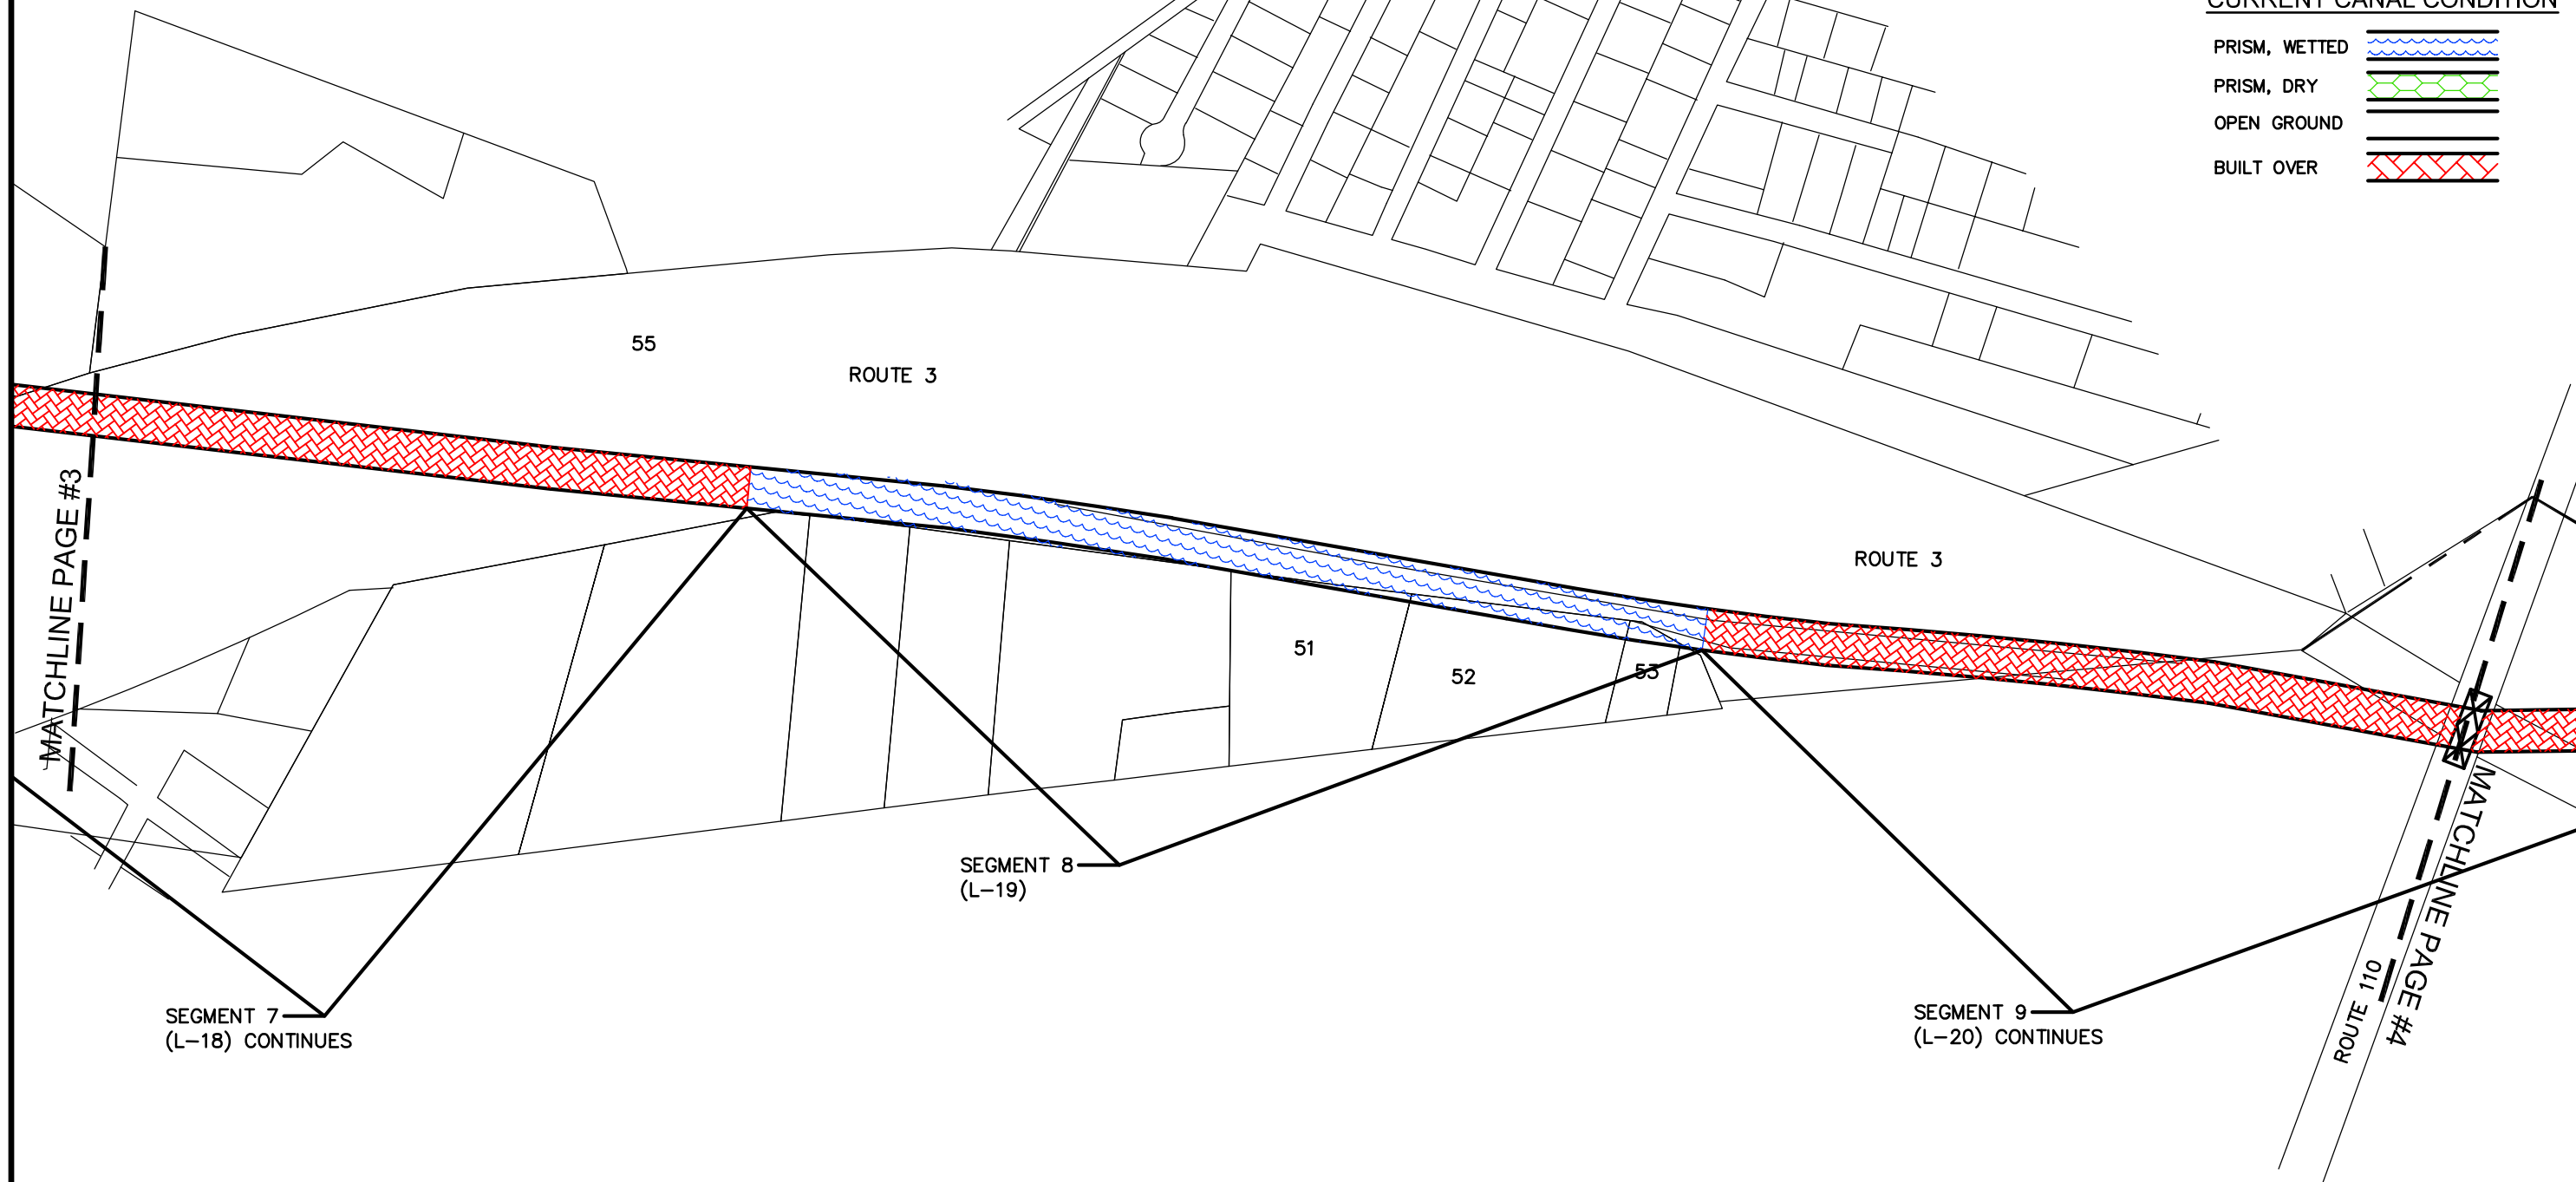 CURRENT CANAL CONDITION
PRISM, WETTED
PRISM, DRY
OPEN GROUND
BUILT OVER
55
ROUTE 3
ROUTE 3
MATCHLINE PAGE #3
51
52
53
SEGMENT 8
(L-19)
SEGMENT 7
(L-18) CONTINUES
SEGMENT 9
(L-20) CONTINUES
ROUTE 110
MATCHLINE PAGE #4